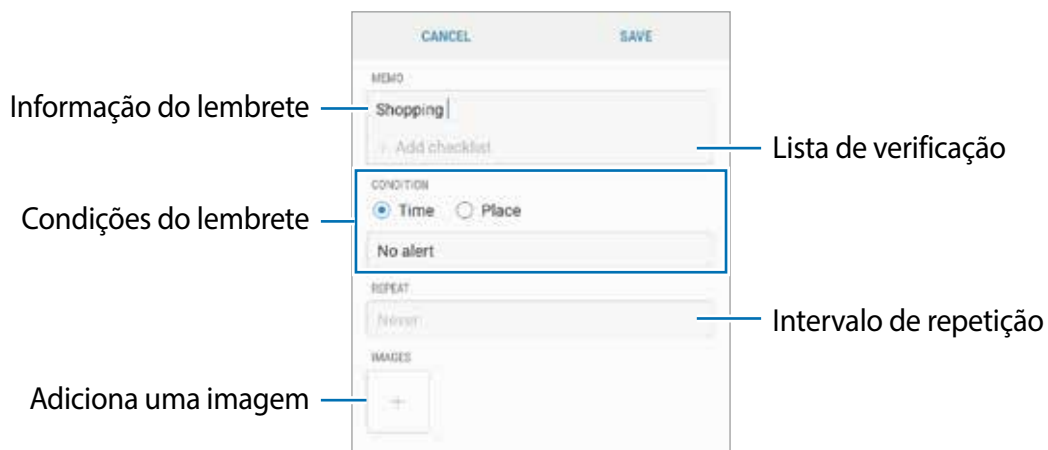 CANCEL SAVE
MEMO
Informação do lembrete
Shopping
+ Add checklist
Lista de verificação
CONDITION
Condições do lembrete
Time Place
No alert
REPEAT
Never
Intervalo de repetição
IMAGES
Adiciona uma imagem
+